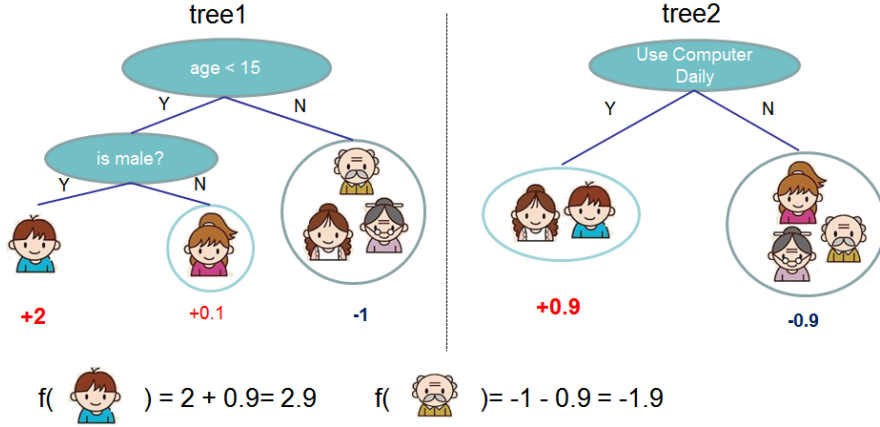 tree1
age < 15
Y
N
is male?
Y
N
+2
+0.1
-1
tree2
Use Computer
Daily
Y
N
+0.9
-0.9
f( ) = 2 + 0.9= 2.9
f( )= -1 - 0.9 = -1.9